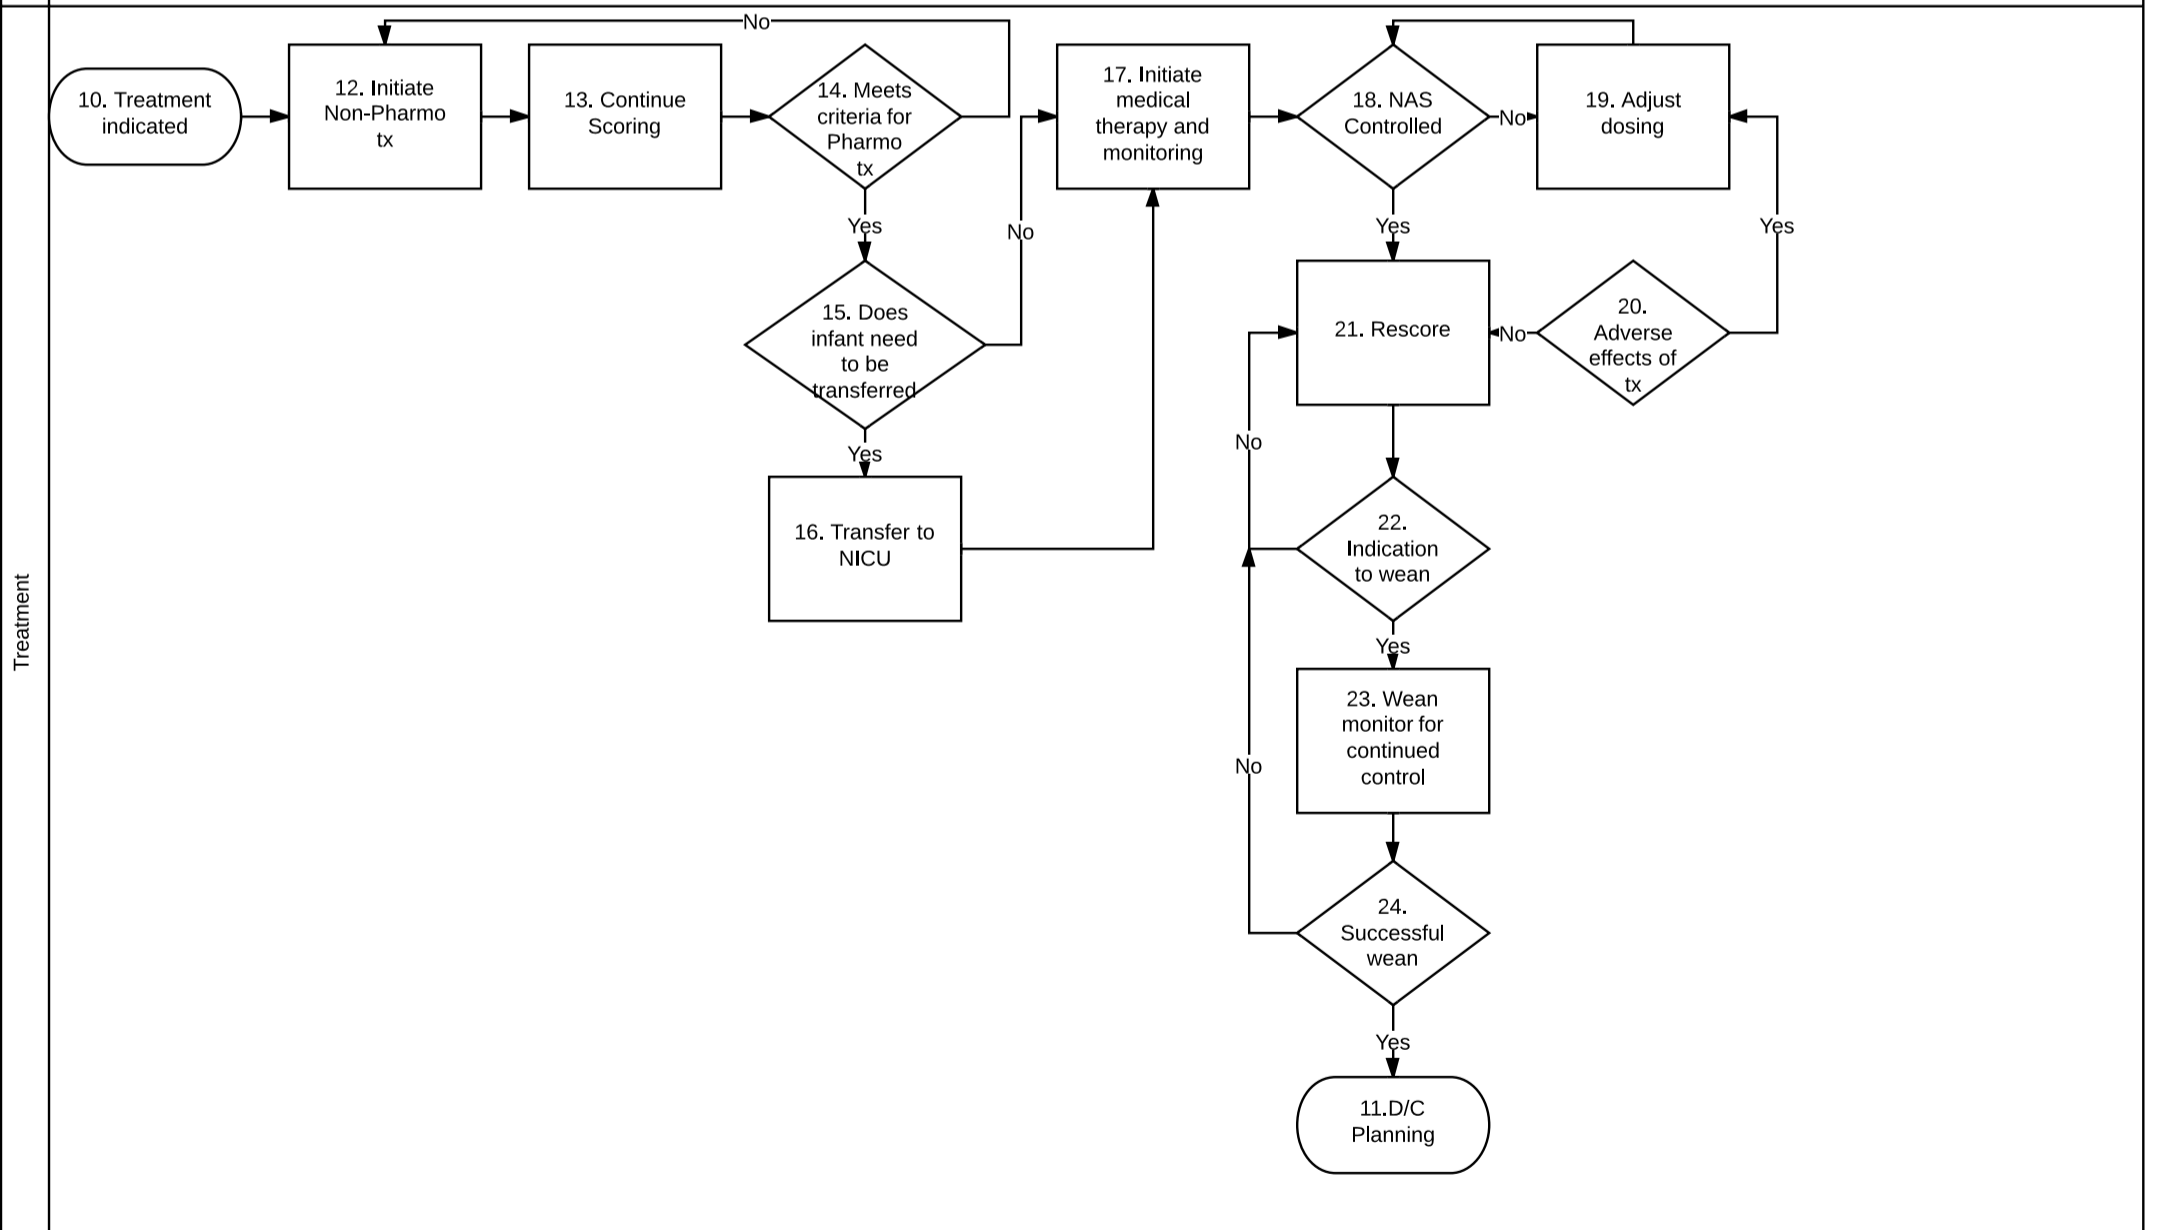 No
10. Treatment
indicated
12. Initiate
Non-Pharmo
tx
13. Continue
Scoring
14. Meets
criteria for
Pharmo
tx
17. Initiate
medical
therapy and
monitoring
18. NAS
Controlled
No
19. Adjust
dosing
Yes
No
Yes
Yes
15. Does
infant need
to be
transferred
21. Rescore
No
20.
Adverse
effects of
tx
Yes
No
16. Transfer to
NICU
22.
Indication
to wean
Treatment
Yes
23. Wean
monitor for
continued
control
No
24.
Successful
wean
Yes
11.D/C
Planning